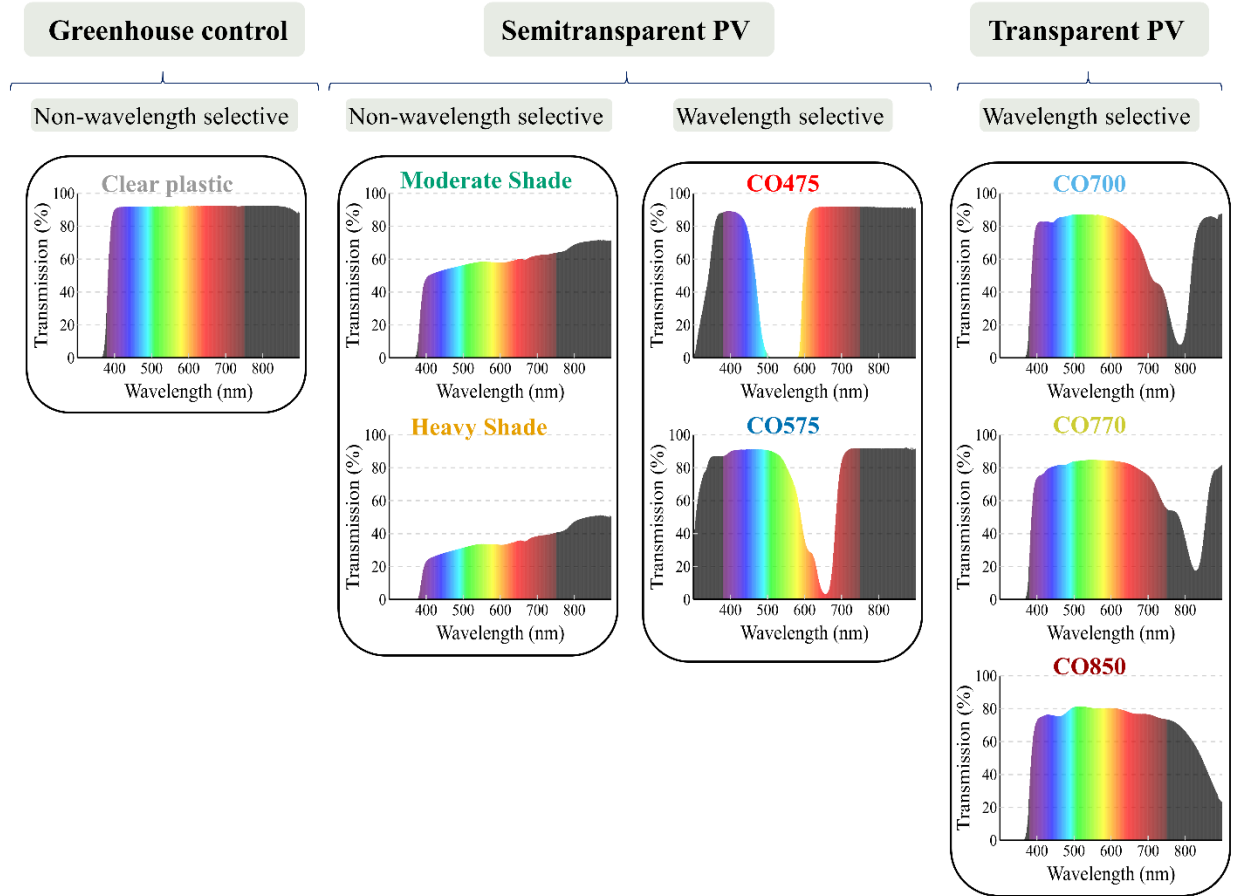 Greenhouse control
Semitransparent PV
Transparent PV
Non-wavelength selective
Non-wavelength selective
Wavelength selective
Wavelength selective
Clear plastic
Transmission (%)
100
80
60
40
20
0
400 500 600 700 800
Wavelength (nm)
Moderate Shade
Transmission (%)
100
80
60
40
20
0
400 500 600 700 800
Wavelength (nm)
Heavy Shade
Transmission (%)
100
80
60
40
20
0
400 500 600 700 800
Wavelength (nm)
CO475
Transmission (%)
100
80
60
40
20
0
400 500 600 700 800
Wavelength (nm)
CO575
Transmission (%)
100
80
60
40
20
0
400 500 600 700 800
Wavelength (nm)
CO700
Transmission (%)
100
80
60
40
20
0
400 500 600 700 800
Wavelength (nm)
CO770
Transmission (%)
100
80
60
40
20
0
400 500 600 700 800
Wavelength (nm)
CO850
Transmission (%)
100
80
60
40
20
0
400 500 600 700 800
Wavelength (nm)